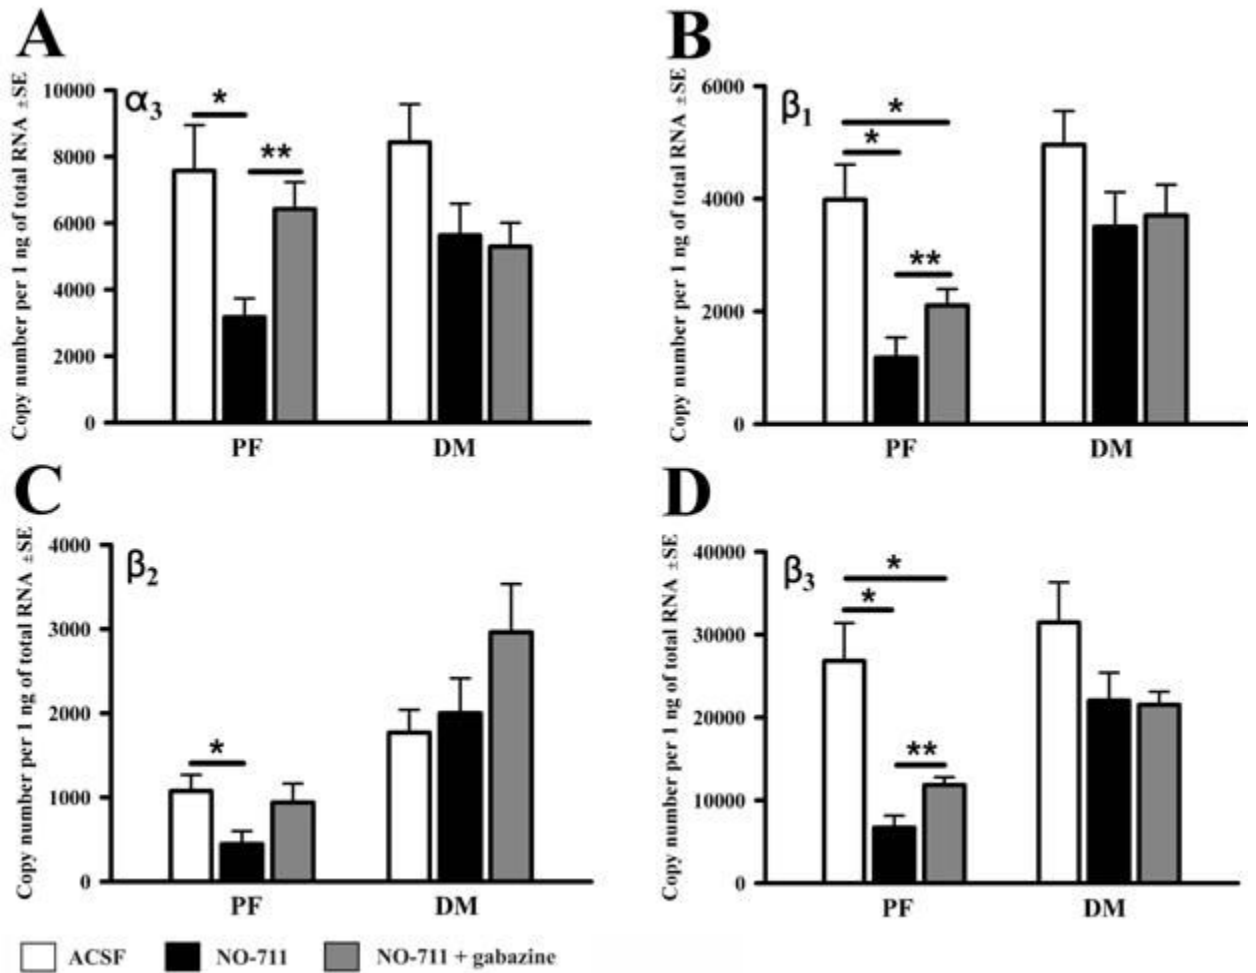 A
B
Copy number per 1 ng of total RNA ±SE
10000
8000
6000
4000
2000
0
α3
*
**
PF
DM
Copy number per 1 ng of total RNA ±SE
6000
4000
2000
0
β1
*
*
**
PF
DM
C
D
Copy number per 1 ng of total RNA ±SE
4000
3000
2000
1000
0
β2
*
PF
DM
Copy number per 1 ng of total RNA ±SE
40000
30000
20000
10000
0
β3
*
*
**
PF
DM
ACSF NO-711 NO-711 + gabazine